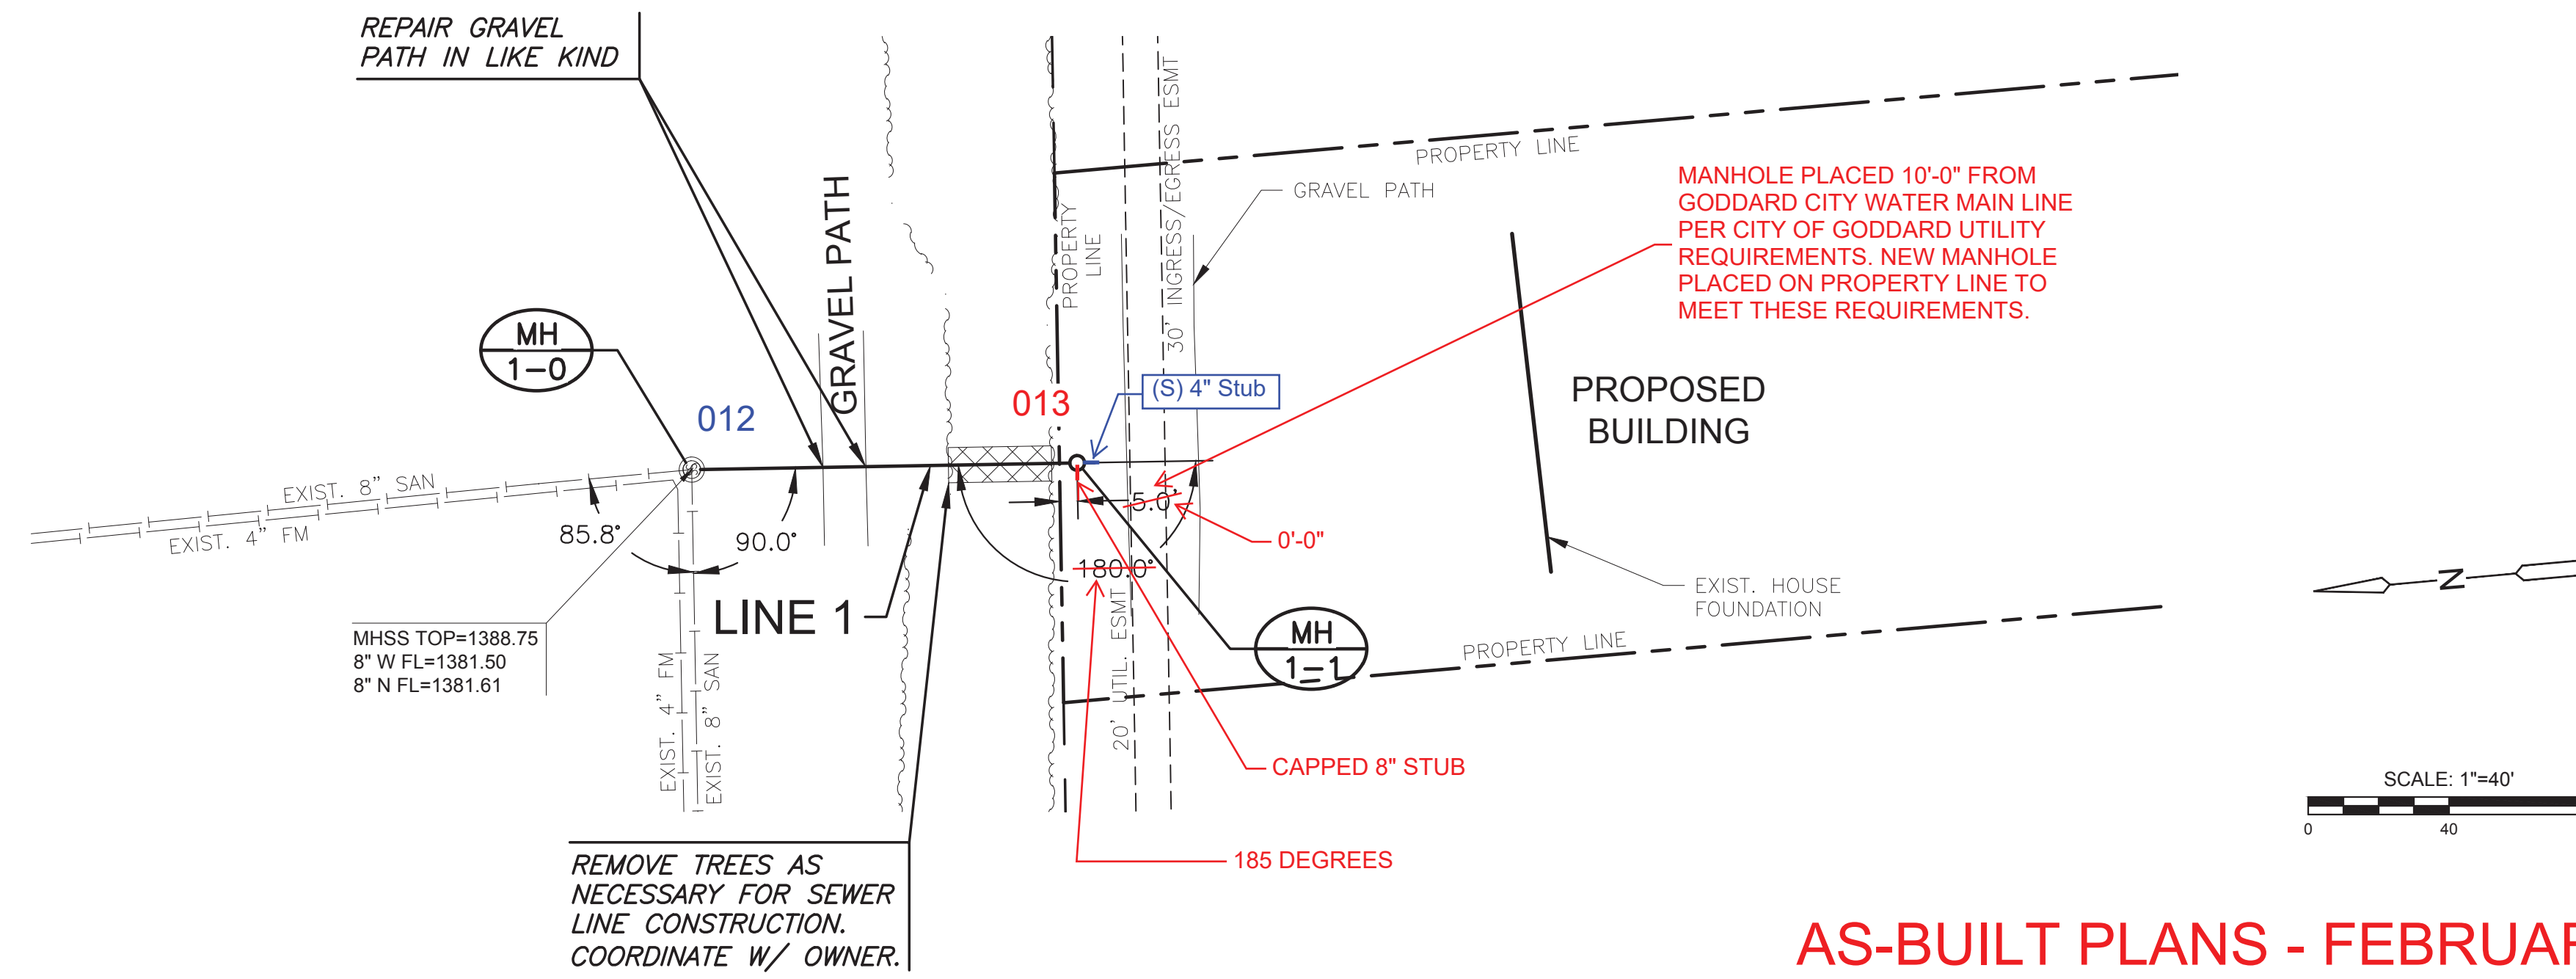 REPAIR GRAVEL
PATH IN LIKE KIND
GRAVEL PATH
MH
1-0
012
EXIST. 8" SAN
EXIST. 4" FM
85.8°
90.0°
MHSS TOP=1388.75
8" W FL=1381.50
8" N FL=1381.61
LINE 1
EXIST. 4" FM
EXIST. 8" SAN
REMOVE TREES AS
NECESSARY FOR SEWER
LINE CONSTRUCTION.
COORDINATE W/ OWNER.
PROPERTY
LINE
30' INGRESS/EGRESS ESMT
20' UTIL. ESMT
GRAVEL PATH
PROPERTY LINE
013
(S) 4" Stub
5.0'
0'-0"
180.0°
MH
1-1
CAPPED 8" STUB
185 DEGREES
MANHOLE PLACED 10'-0" FROM
GODDARD CITY WATER MAIN LINE
PER CITY OF GODDARD UTILITY
REQUIREMENTS. NEW MANHOLE
PLACED ON PROPERTY LINE TO
MEET THESE REQUIREMENTS.
PROPOSED
BUILDING
EXIST. HOUSE
FOUNDATION
PROPERTY LINE
N
SCALE: 1"=40'
0 40
AS-BUILT PLANS - FEBRUAR